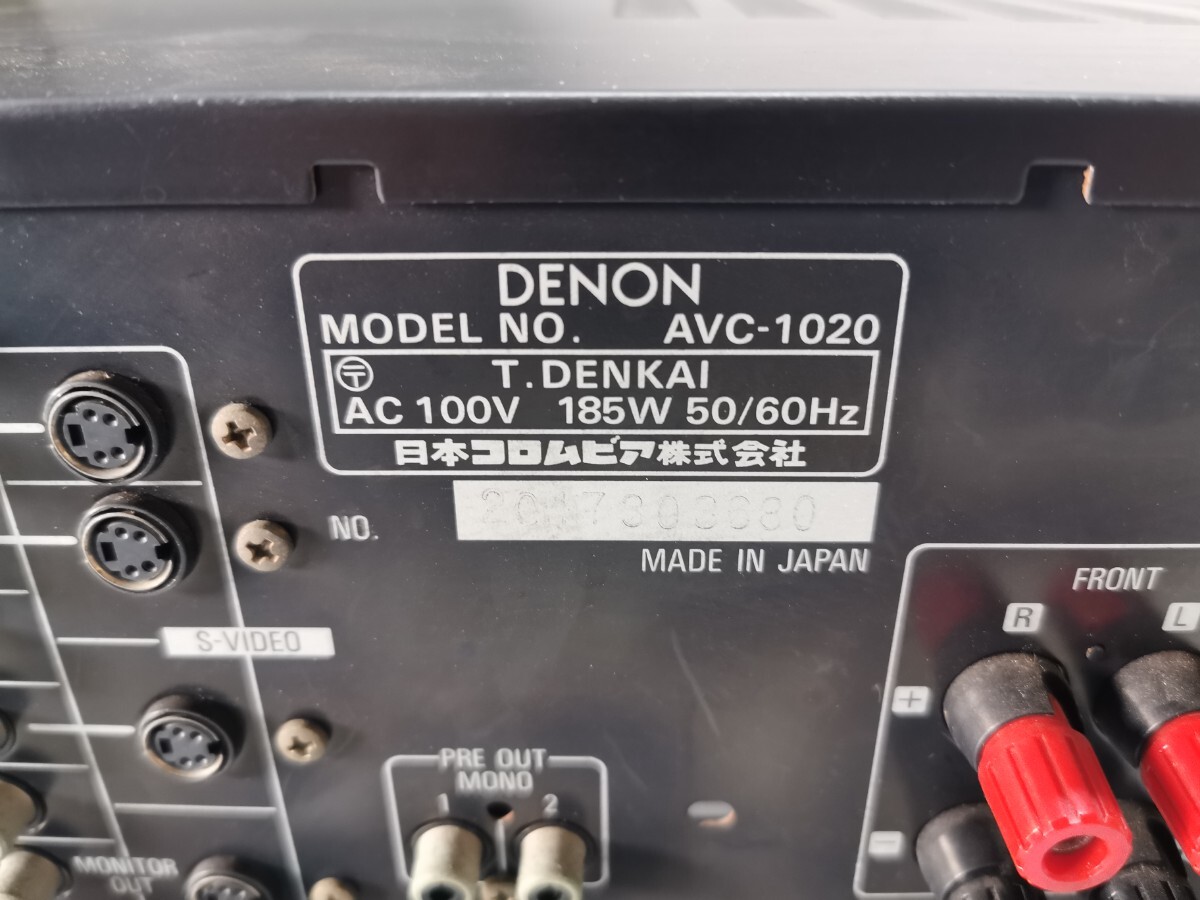 DENON
MODEL NO. AVC-1020
〒 T.DENKAI
AC 100V 185W 50/60Hz
日本コロムビア株式会社
NO.
MADE IN JAPAN
S-VIDEO
FRONT
R L
+
−
PRE OUT
MONO
1 2
MONITOR
OUT